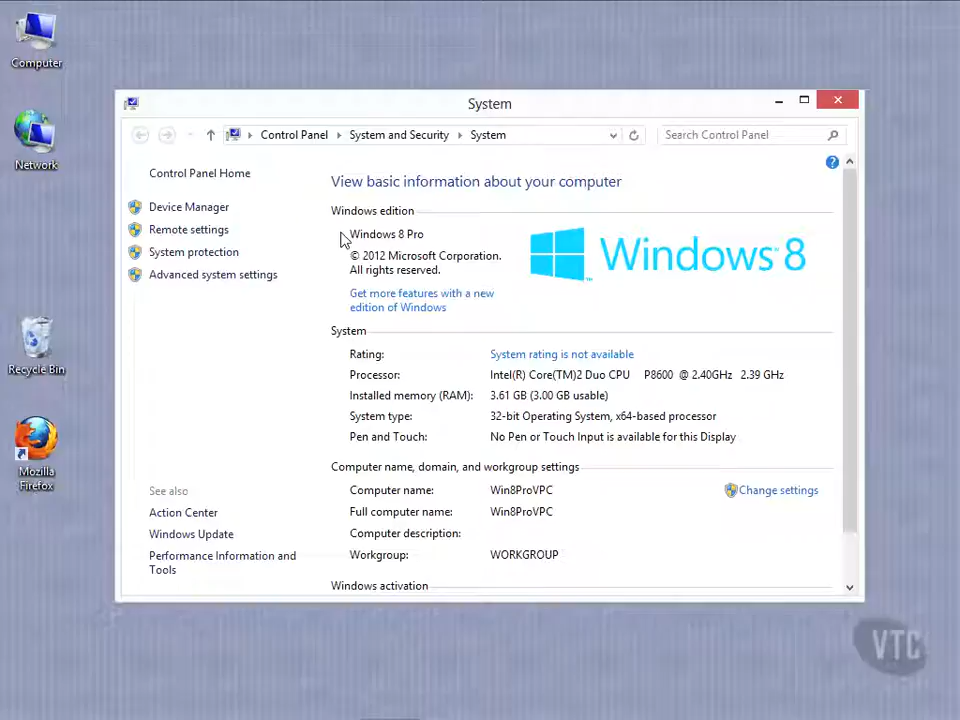 Computer
Network
Recycle Bin
Mozilla
Firefox
System
Control Panel
System and Security
System
Search Control Panel
Control Panel Home
Device Manager
Remote settings
System protection
Advanced system settings
See also
Action Center
Windows Update
Performance Information and
Tools
View basic information about your computer
Windows edition
Windows 8 Pro
© 2012 Microsoft Corporation.
All rights reserved.
Get more features with a new
edition of Windows
Windows 8
System
Rating: System rating is not available
Processor: Intel(R) Core(TM)2 Duo CPU P8600 @ 2.40GHz 2.39 GHz
Installed memory (RAM): 3.61 GB (3.00 GB usable)
System type: 32-bit Operating System, x64-based processor
Pen and Touch: No Pen or Touch Input is available for this Display
Computer name, domain, and workgroup settings
Computer name: Win8ProVPC Change settings
Full computer name: Win8ProVPC
Computer description:
Workgroup: WORKGROUP
Windows activation
VTC